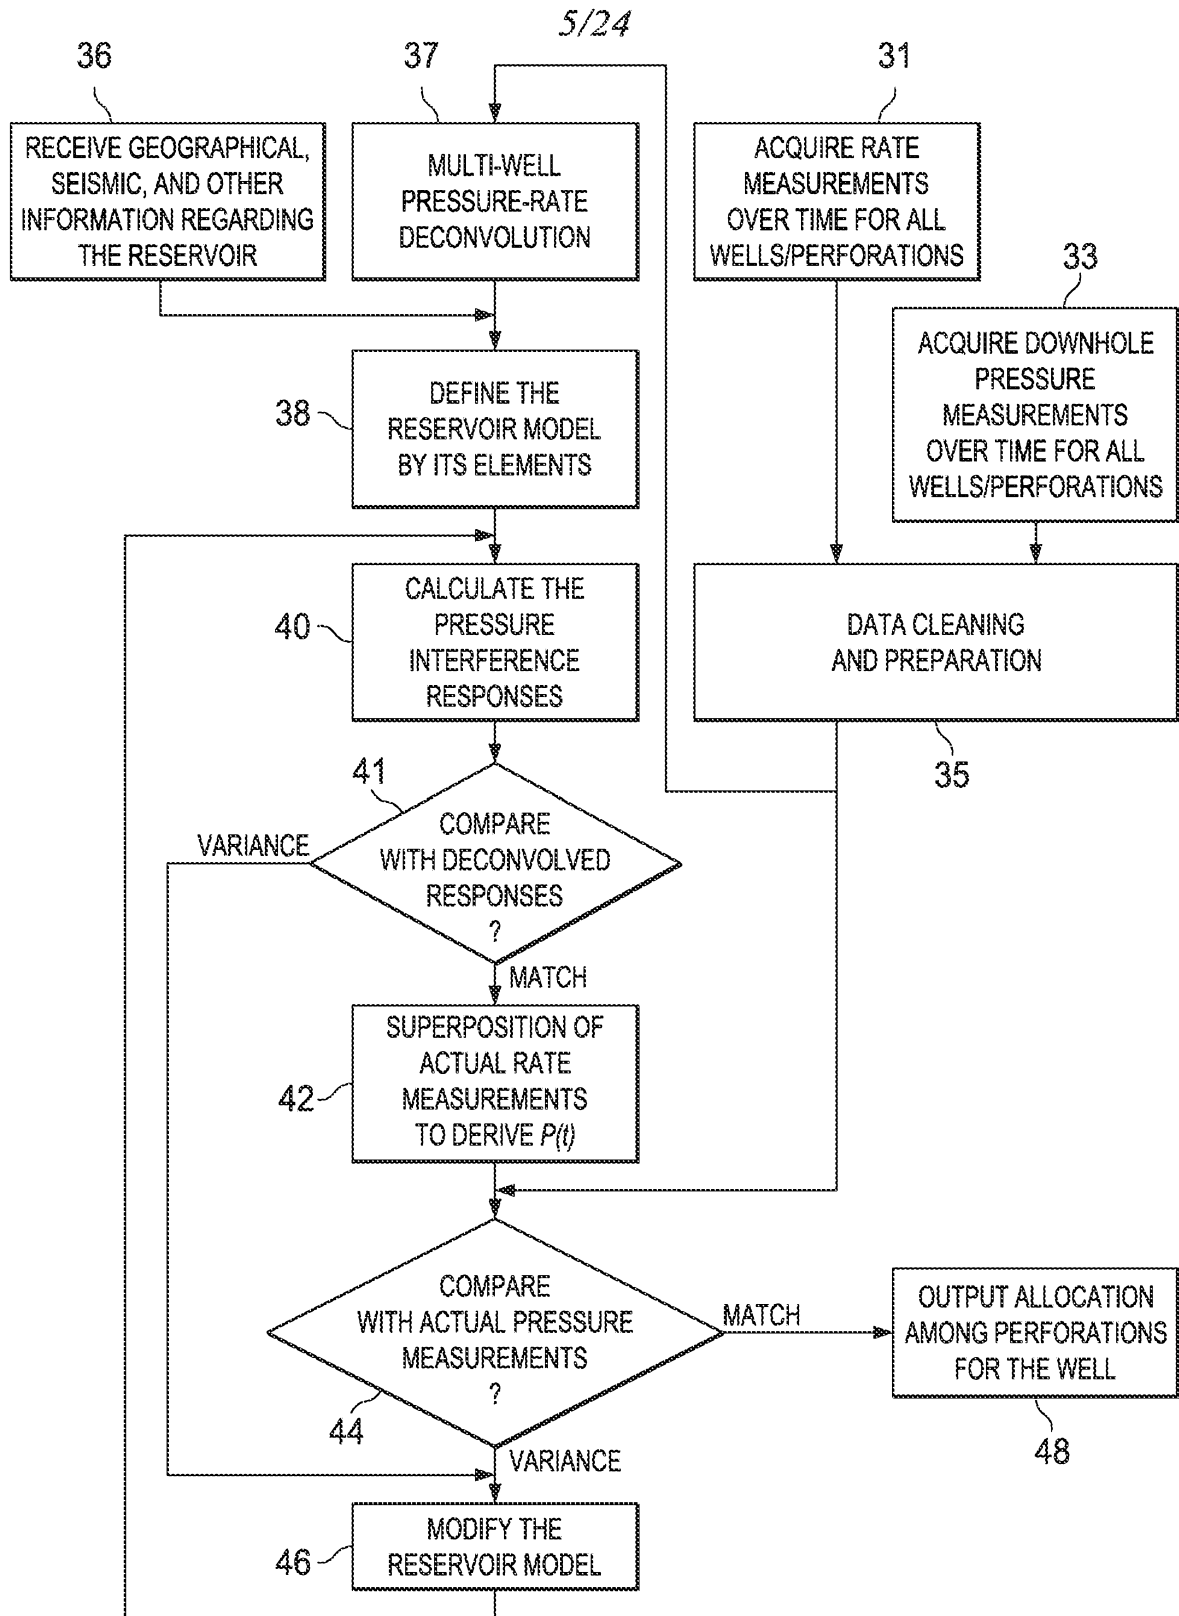 5/24
36
37
31
RECEIVE GEOGRAPHICAL,
SEISMIC, AND OTHER
INFORMATION REGARDING
THE RESERVOIR
MULTI-WELL
PRESSURE-RATE
DECONVOLUTION
ACQUIRE RATE
MEASUREMENTS
OVER TIME FOR ALL
WELLS/PERFORATIONS
33
ACQUIRE DOWNHOLE
PRESSURE
MEASUREMENTS
OVER TIME FOR ALL
WELLS/PERFORATIONS
38
DEFINE THE
RESERVOIR MODEL
BY ITS ELEMENTS
40
CALCULATE THE
PRESSURE
INTERFERENCE
RESPONSES
DATA CLEANING
AND PREPARATION
35
41
VARIANCE
COMPARE
WITH DECONVOLVED
RESPONSES
?
MATCH
42
SUPERPOSITION OF
ACTUAL RATE
MEASUREMENTS
TO DERIVE P(t)
COMPARE
WITH ACTUAL PRESSURE
MEASUREMENTS
?
44
MATCH
OUTPUT ALLOCATION
AMONG PERFORATIONS
FOR THE WELL
48
VARIANCE
46
MODIFY THE
RESERVOIR MODEL